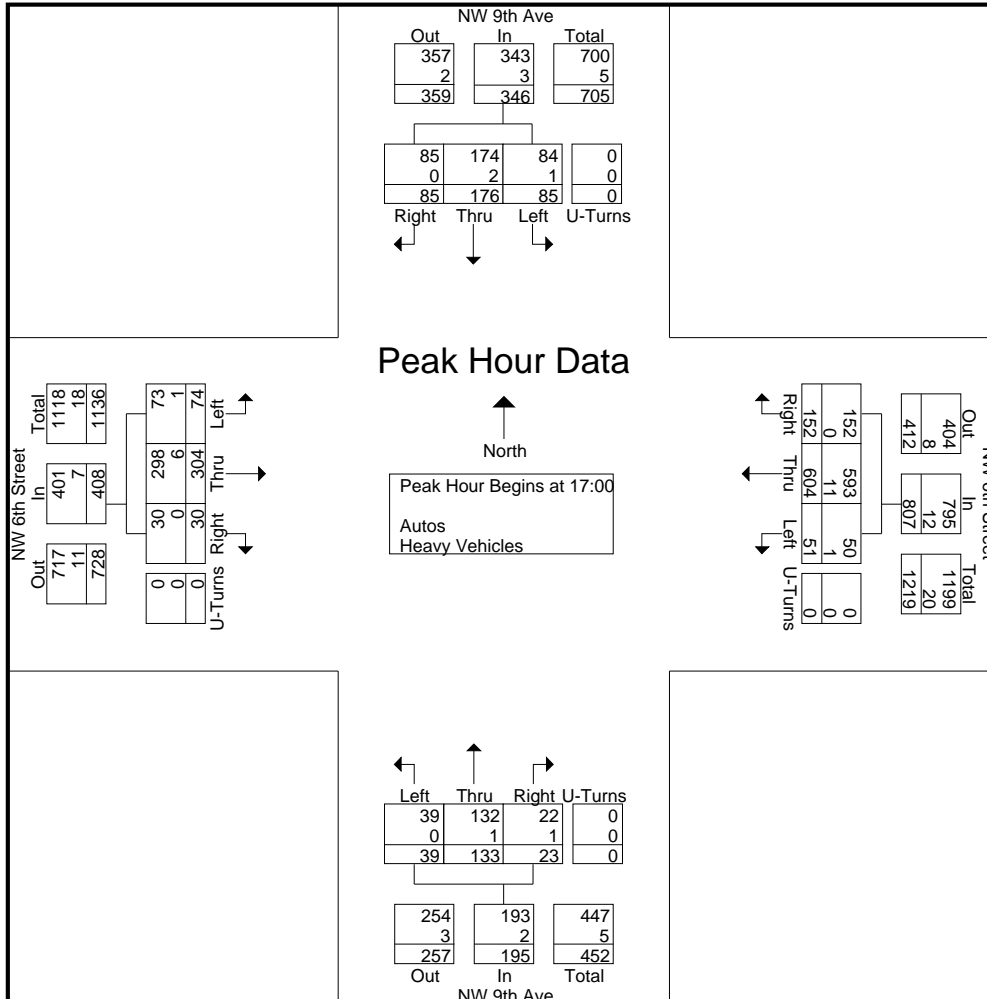 NW 9th Ave
Out In Total
357 343 700
2 3 5
359 346 705
85 174 84 0
0 2 1 0
85 176 85 0
Right Thru Left U-Turns
Peak Hour Data
North
Peak Hour Begins at 17:00
Autos
Heavy Vehicles
NW 6th Street
Total In Out
1118 401 717
18 7 11
1136 408 728
73 298 30 0
1 6 0 0
74 304 30 0
Left Thru Right U-Turns
Street
Out In Total
404 795 1199
8 12 20
412 807 1219
152 593 50 0
0 11 1 0
152 604 51 0
Right Thru Left U-Turns
Left Thru Right U-Turns
39 132 22 0
0 1 1 0
39 133 23 0
254 193 447
3 2 5
257 195 452
Out In Total
NW 9th Ave